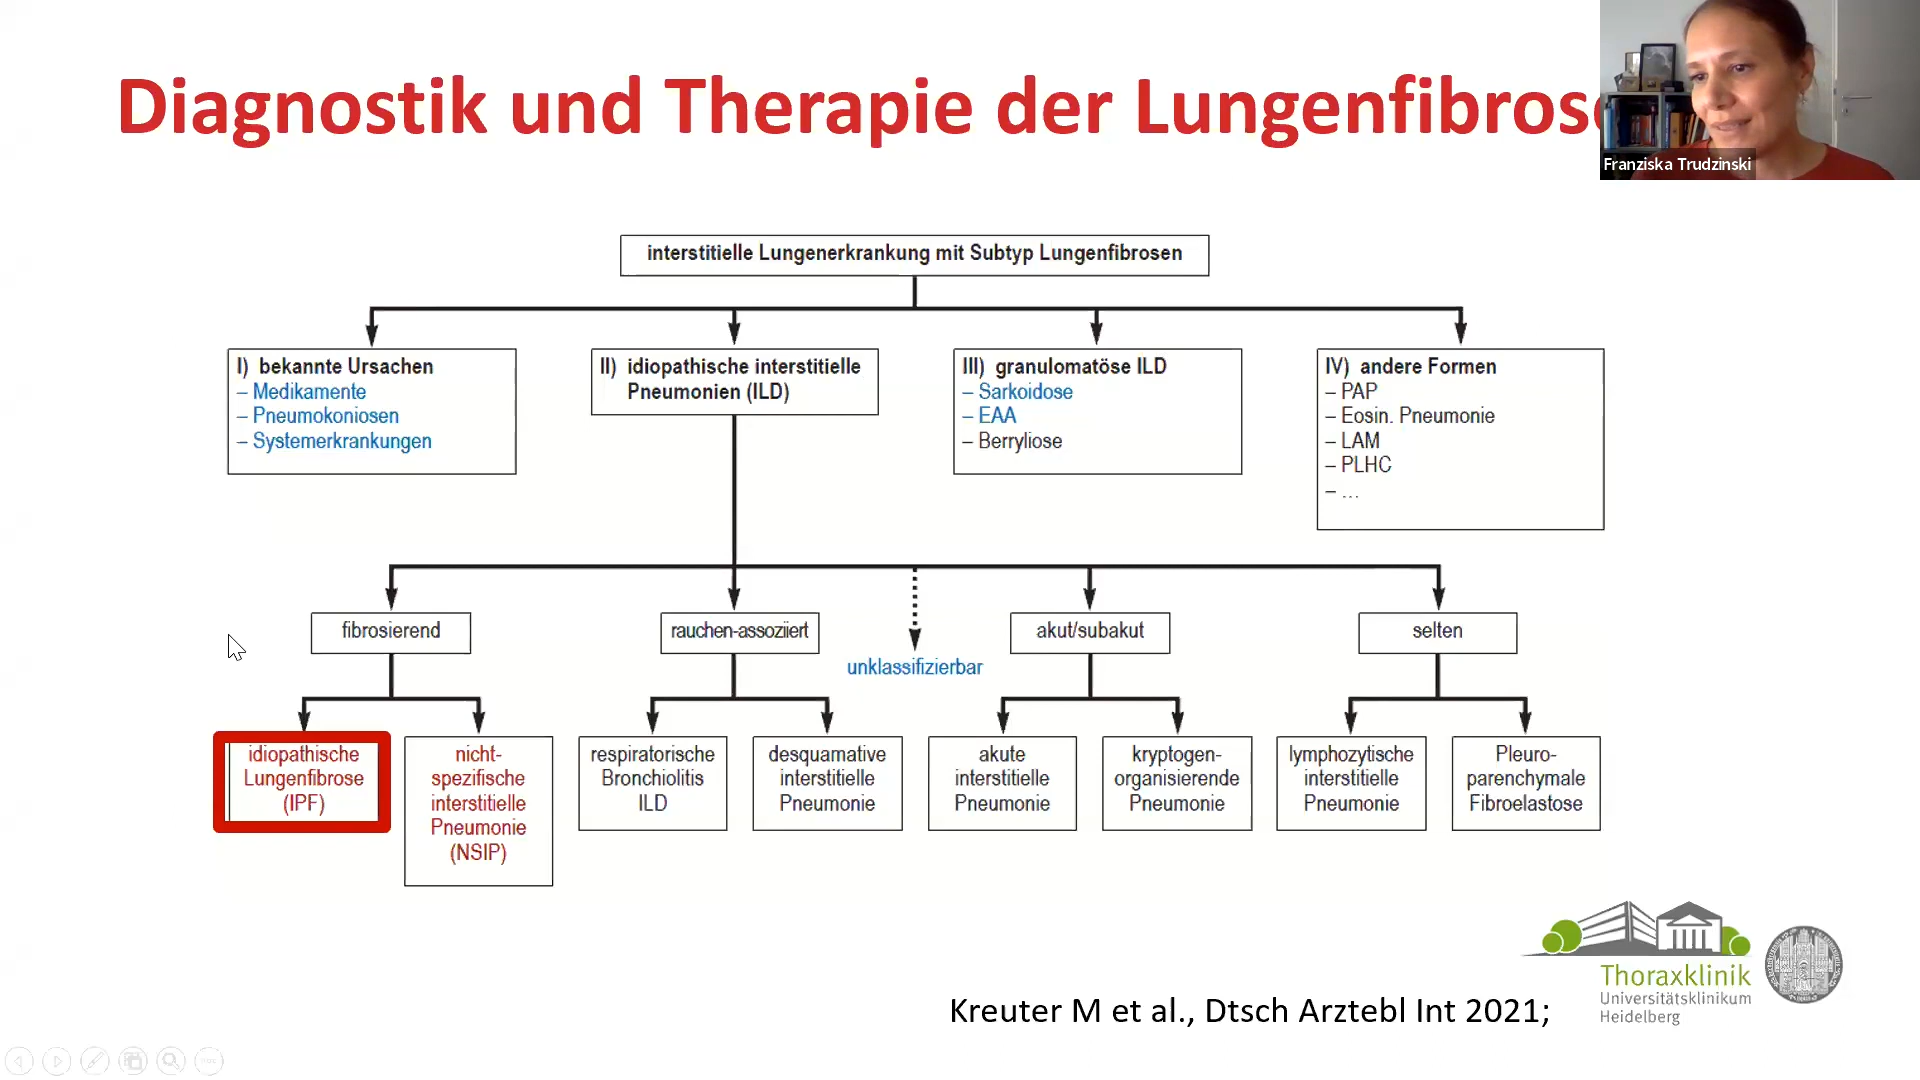 Diagnostik und Therapie der Lungenfibrose
Franziska Trudzinski
interstitielle Lungenerkrankung mit Subtyp Lungenfibrosen
I) bekannte Ursachen
– Medikamente
– Pneumokoniosen
– Systemerkrankungen
II) idiopathische interstitielle
Pneumonien (ILD)
III) granulomatöse ILD
– Sarkoidose
– EAA
– Berryliose
IV) andere Formen
– PAP
– Eosin. Pneumonie
– LAM
– PLHC
– …
fibrosierend
rauchen-assoziiert
unklassifizierbar
akut/subakut
selten
idiopathische
Lungenfibrose
(IPF)
nicht-
spezifische
interstitielle
Pneumonie
(NSIP)
respiratorische
Bronchiolitis
ILD
desquamative
interstitielle
Pneumonie
akute
interstitielle
Pneumonie
kryptogen-
organisierende
Pneumonie
lymphozytische
interstitielle
Pneumonie
Pleuro-
parenchymale
Fibroelastose
Thoraxklinik
Universitätsklinikum
Heidelberg
Kreuter M et al., Dtsch Arztebl Int 2021;